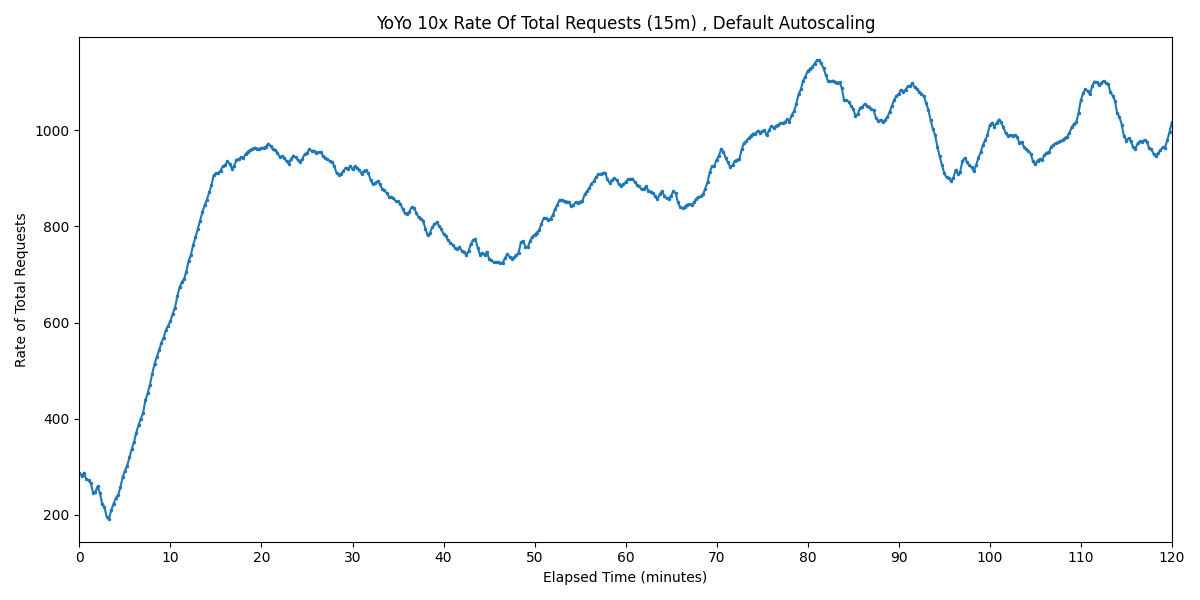 YoYo 10x Rate Of Total Requests (15m) , Default Autoscaling
Rate of Total Requests
1000
800
600
400
200
0 10 20 30 40 50 60 70 80 90 100 110 120
Elapsed Time (minutes)